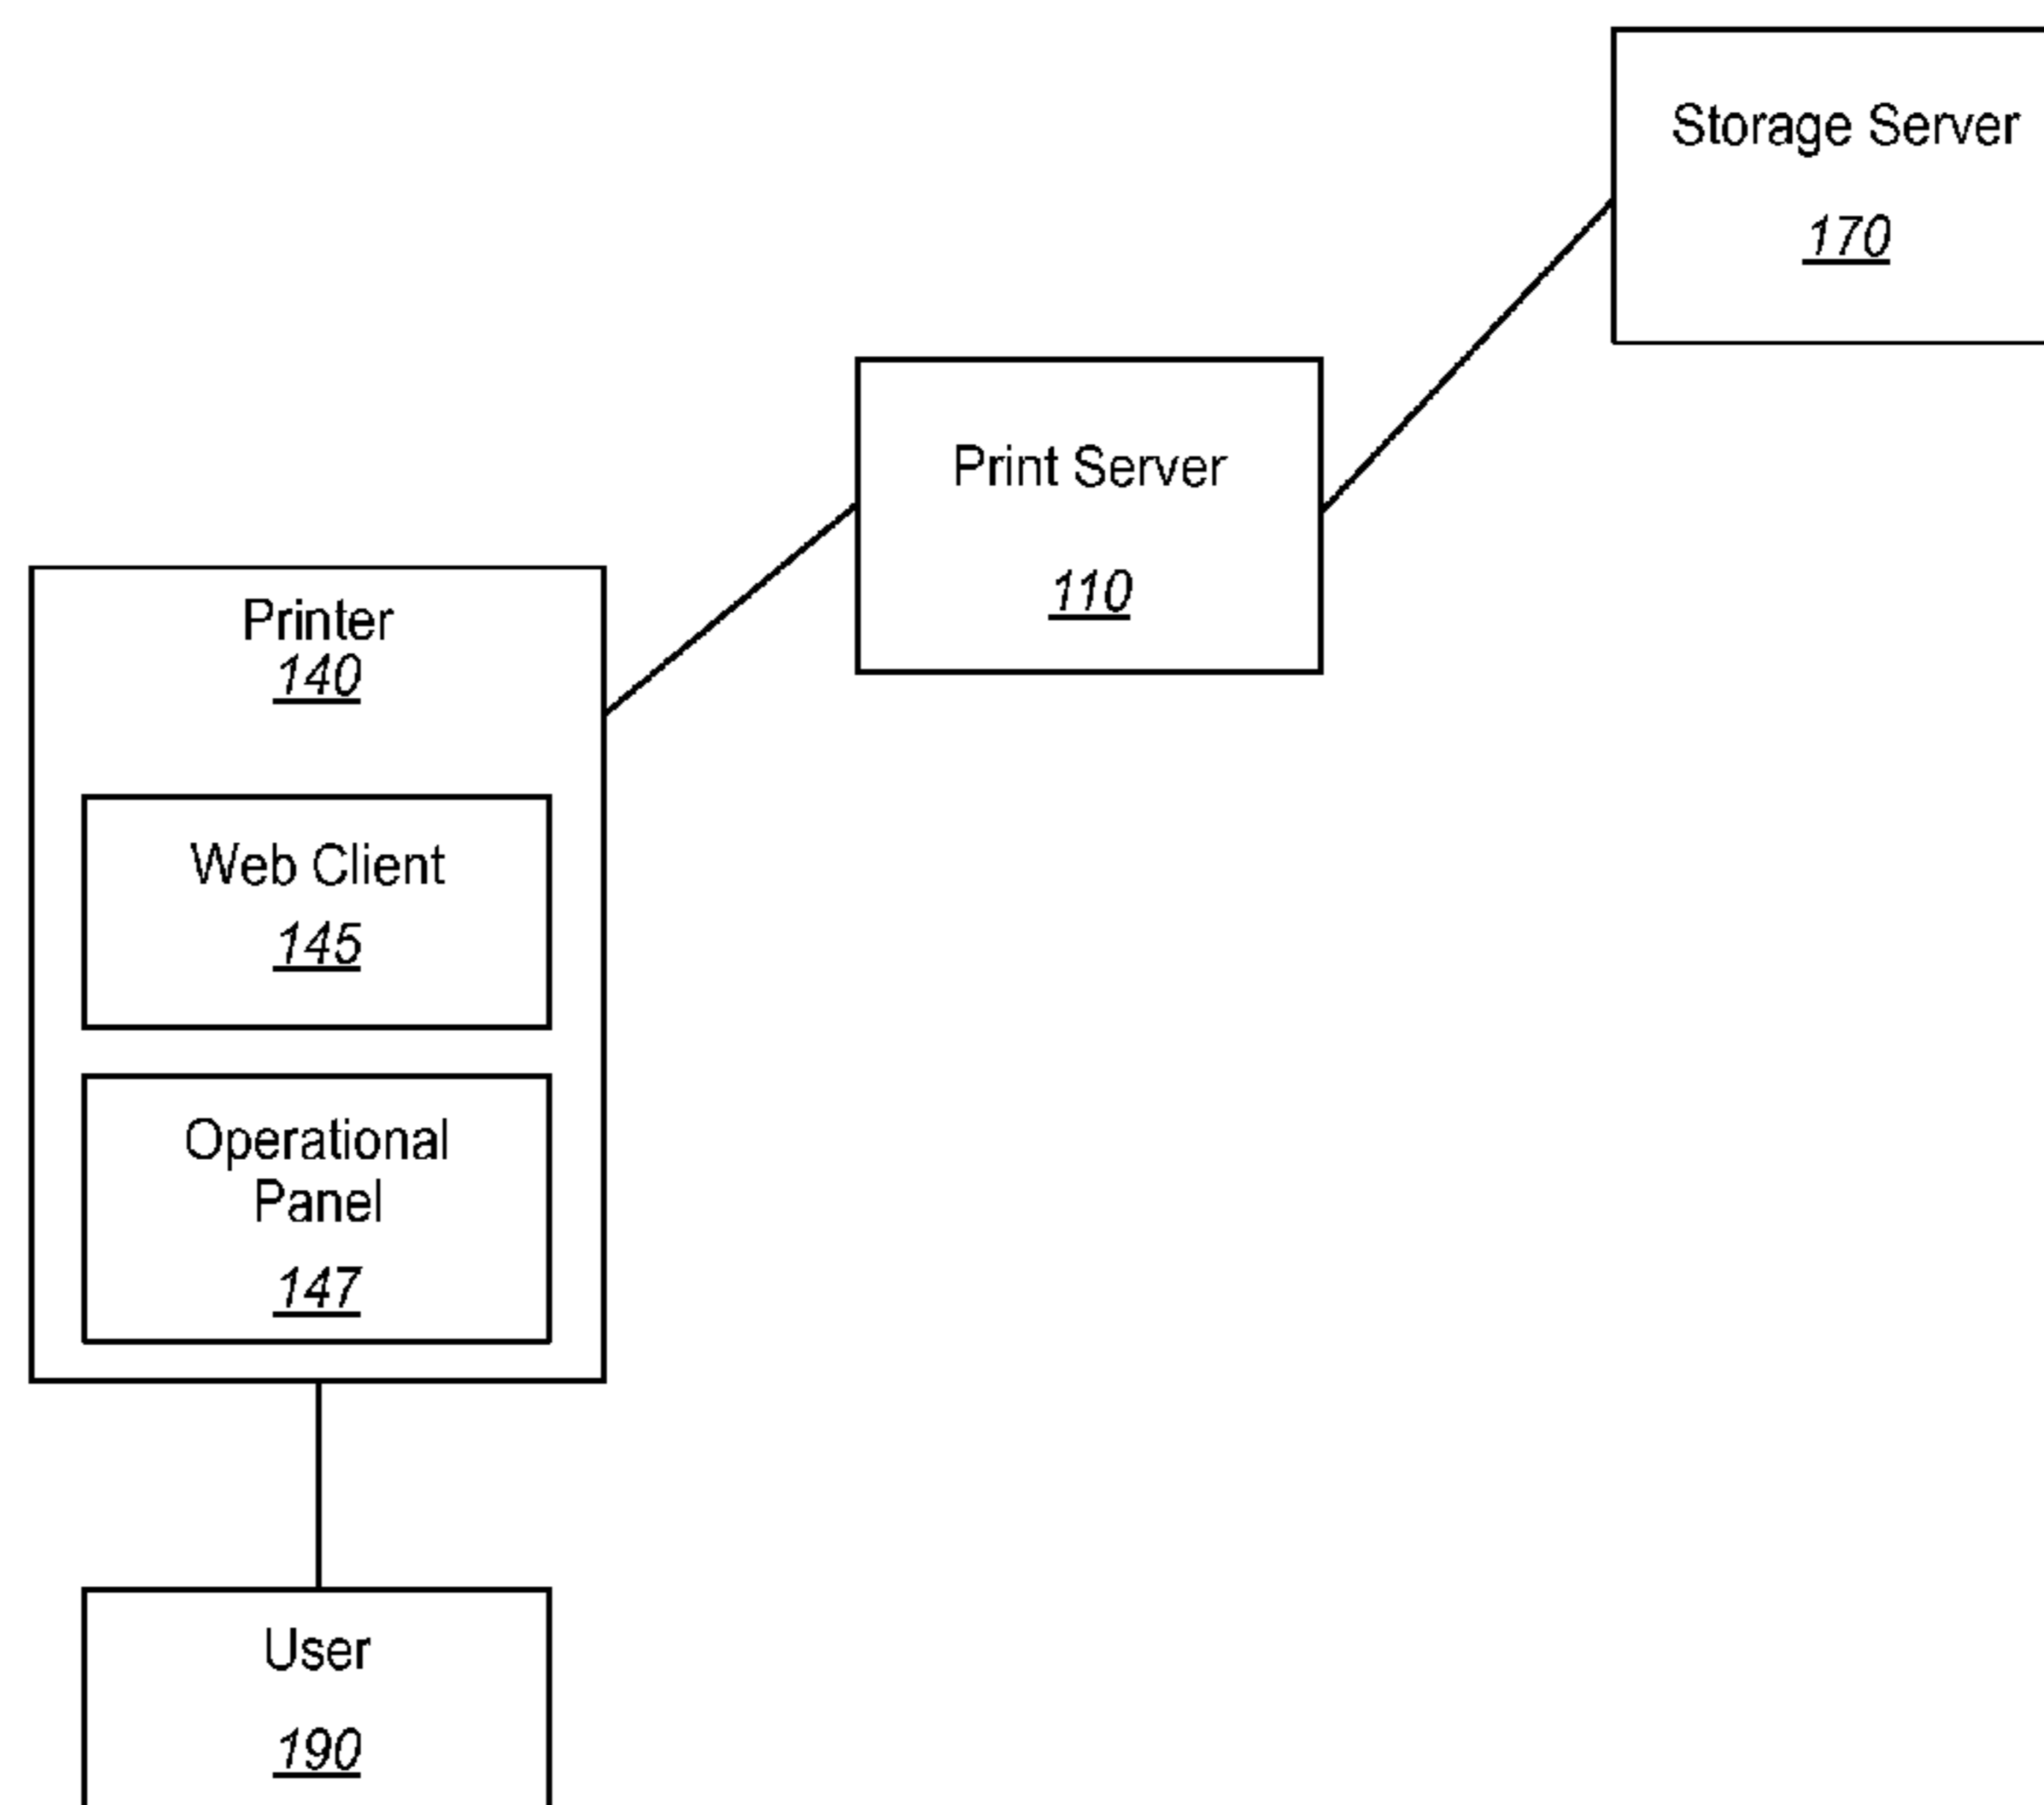 Storage Server
170
Print Server
110
Printer
140
Web Client
145
Operational
Panel
147
User
190